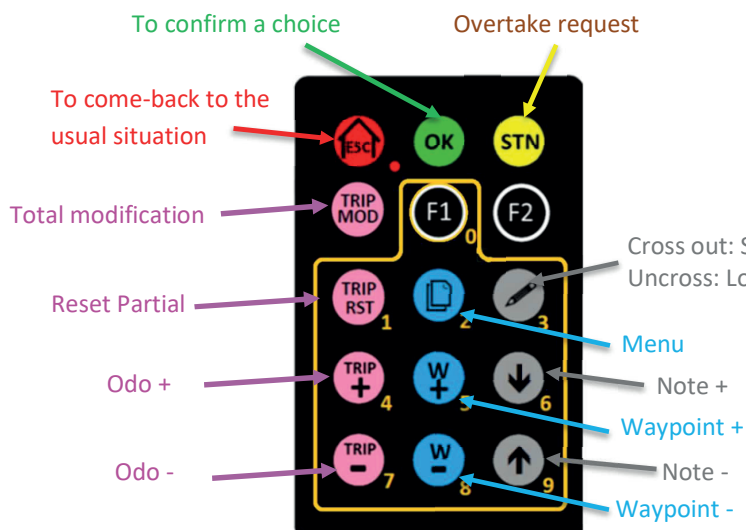 To confirm a choice
Overtake request
To come-back to the
usual situation
ESC
OK
STN
Total modification
TRIP
MOD
F1
0
F2
Cross out: S
Uncross: Lo
Reset Partial
TRIP
RST
1
2
3
Menu
Odo +
TRIP
+
4
W
+
5
6
Note +
Waypoint +
Odo -
TRIP
-
7
W
-
8
9
Note -
Waypoint -